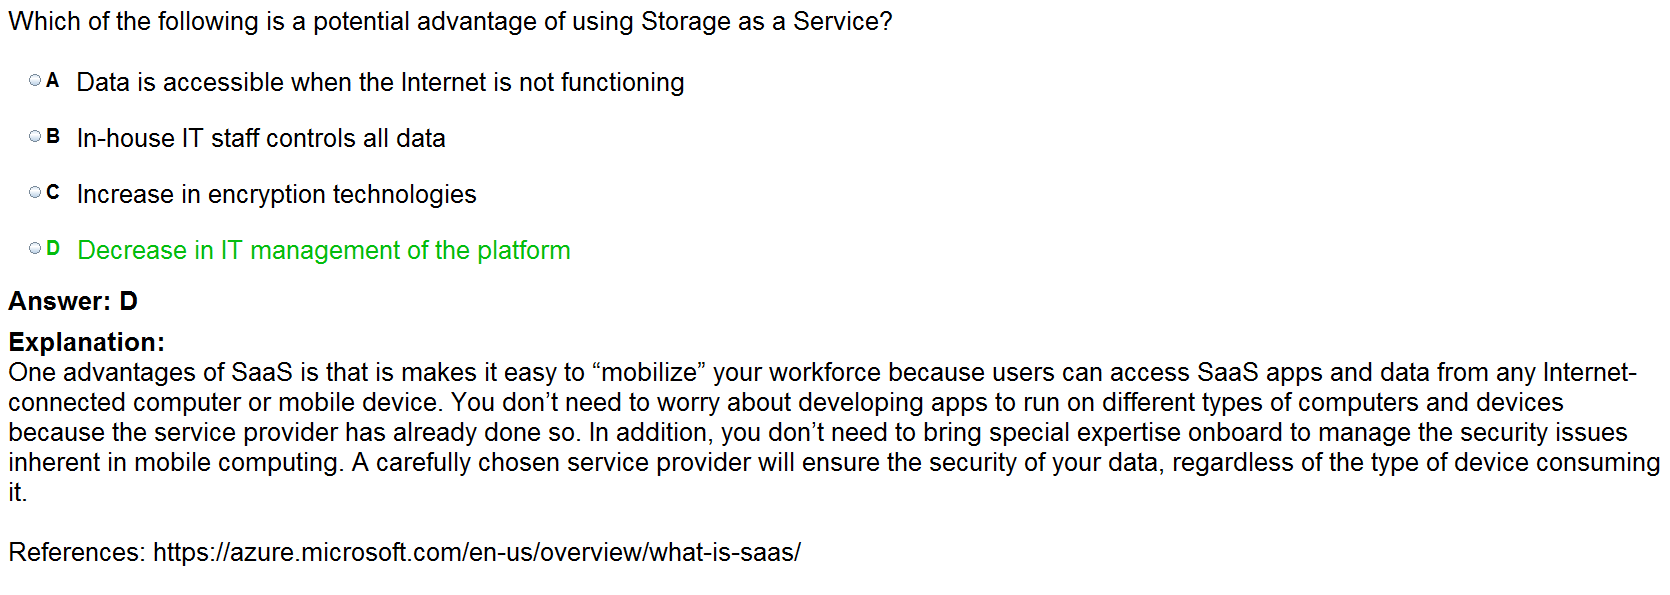 Which of the following is a potential advantage of using Storage as a Service?
A Data is accessible when the Internet is not functioning
B In-house IT staff controls all data
C Increase in encryption technologies
D Decrease in IT management of the platform
Answer: D
Explanation:
One advantages of SaaS is that is makes it easy to “mobilize” your workforce because users can access SaaS apps and data from any Internet-
connected computer or mobile device. You don’t need to worry about developing apps to run on different types of computers and devices
because the service provider has already done so. In addition, you don’t need to bring special expertise onboard to manage the security issues
inherent in mobile computing. A carefully chosen service provider will ensure the security of your data, regardless of the type of device consuming
it.
References: https://azure.microsoft.com/en-us/overview/what-is-saas/